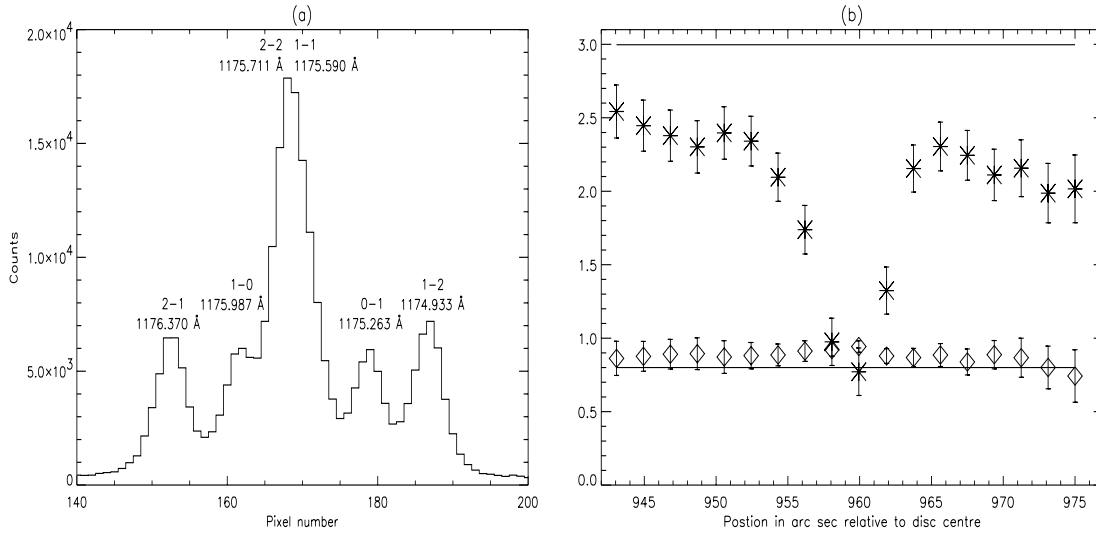 (a)
2.0×10⁴
1.5×10⁴
1.0×10⁴
5.0×10³
0
Counts
2−2 1−1
1175.711 Å 1175.590 Å
1−0
2−1 1175.987 Å
1176.370 Å
0−1
1175.263 Å
1−2
1174.933 Å
140 160 180 200
Pixel number
(b)
3.0
2.5
2.0
1.5
1.0
0.5
0.0
945 950 955 960 965 970 975
Postion in arc sec relative to disc centre